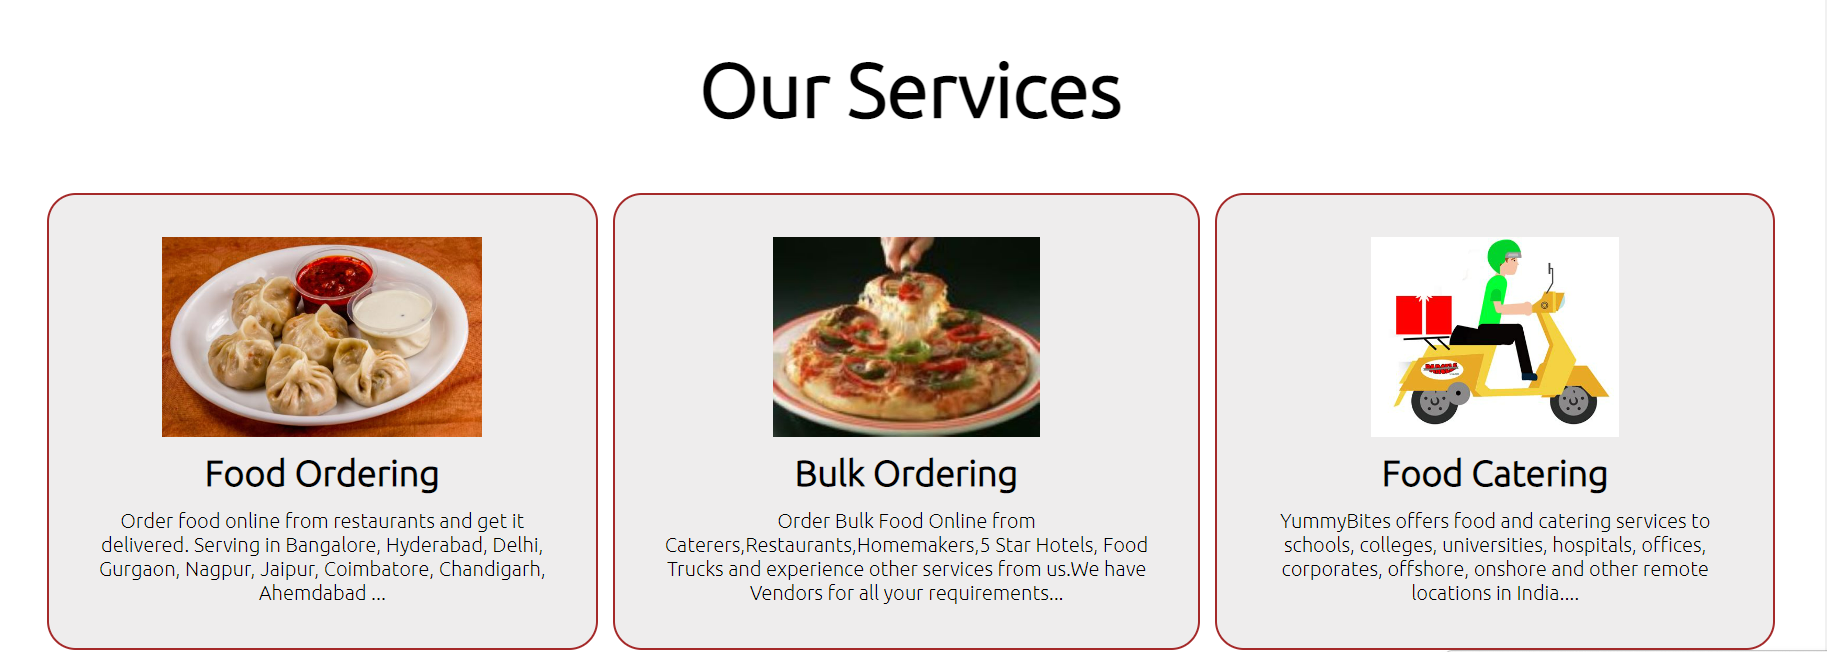 Our Services
Food Ordering
Order food online from restaurants and get it
delivered. Serving in Bangalore, Hyderabad, Delhi,
Gurgaon, Nagpur, Jaipur, Coimbatore, Chandigarh,
Ahemdabad ...
Bulk Ordering
Order Bulk Food Online from
Caterers,Restaurants,Homemakers,5 Star Hotels, Food
Trucks and experience other services from us.We have
Vendors for all your requirements...
Food Catering
YummyBites offers food and catering services to
schools, colleges, universities, hospitals, offices,
corporates, offshore, onshore and other remote
locations in India....